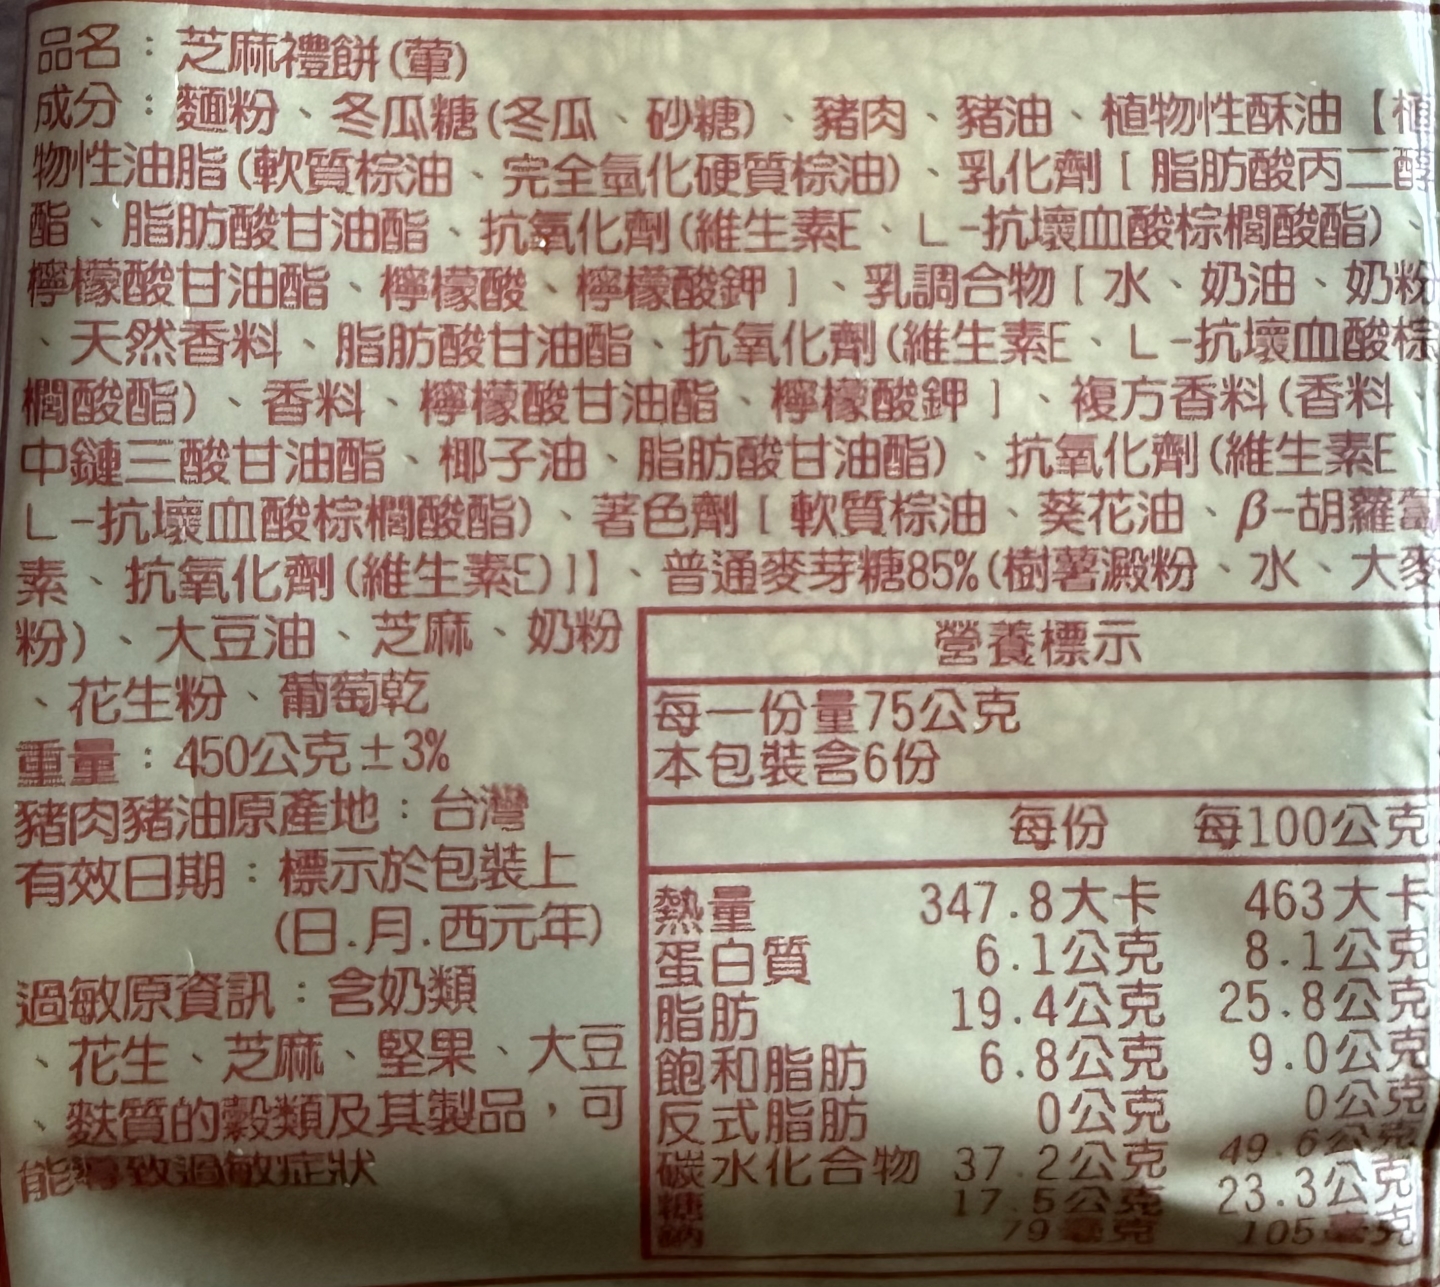 品名：芝麻禮餅(葷)
成分：麵粉、冬瓜糖(冬瓜、砂糖)、豬肉、豬油、植物性酥油【植
物性油脂(軟質棕油、完全氫化硬質棕油)、乳化劑[脂肪酸丙二醇
酯、脂肪酸甘油酯、抗氧化劑(維生素E、L-抗壞血酸棕櫚酸酯)、
檸檬酸甘油酯、檸檬酸、檸檬酸鉀]、乳調合物[水、奶油、奶粉
、天然香料、脂肪酸甘油酯、抗氧化劑(維生素E、L-抗壞血酸棕
櫚酸酯)、香料、檸檬酸甘油酯、檸檬酸鉀]、複方香料(香料、
中鏈三酸甘油酯、椰子油、脂肪酸甘油酯)、抗氧化劑(維生素E、
L-抗壞血酸棕櫚酸酯)、著色劑[軟質棕油、葵花油、β-胡蘿蔔
素、抗氧化劑(維生素E)]】、普通麥芽糖85%(樹薯澱粉、水、大麥
粉)、大豆油、芝麻、奶粉
、花生粉、葡萄乾
重量：450公克±3%
豬肉豬油原產地：台灣
有效日期：標示於包裝上
(日.月.西元年)
過敏原資訊：含奶類
、花生、芝麻、堅果、大豆
、麩質的穀類及其製品，可
能導致過敏症狀
營養標示
每一份量75公克
本包裝含6份
每份 每100公克
熱量 347.8大卡 463大卡
蛋白質 6.1公克 8.1公克
脂肪 19.4公克 25.8公克
飽和脂肪 6.8公克 9.0公克
反式脂肪 0公克 0公克
碳水化合物 37.2公克 49.6公克
糖 17.5公克 23.3公克
鈉 79毫克 105毫克